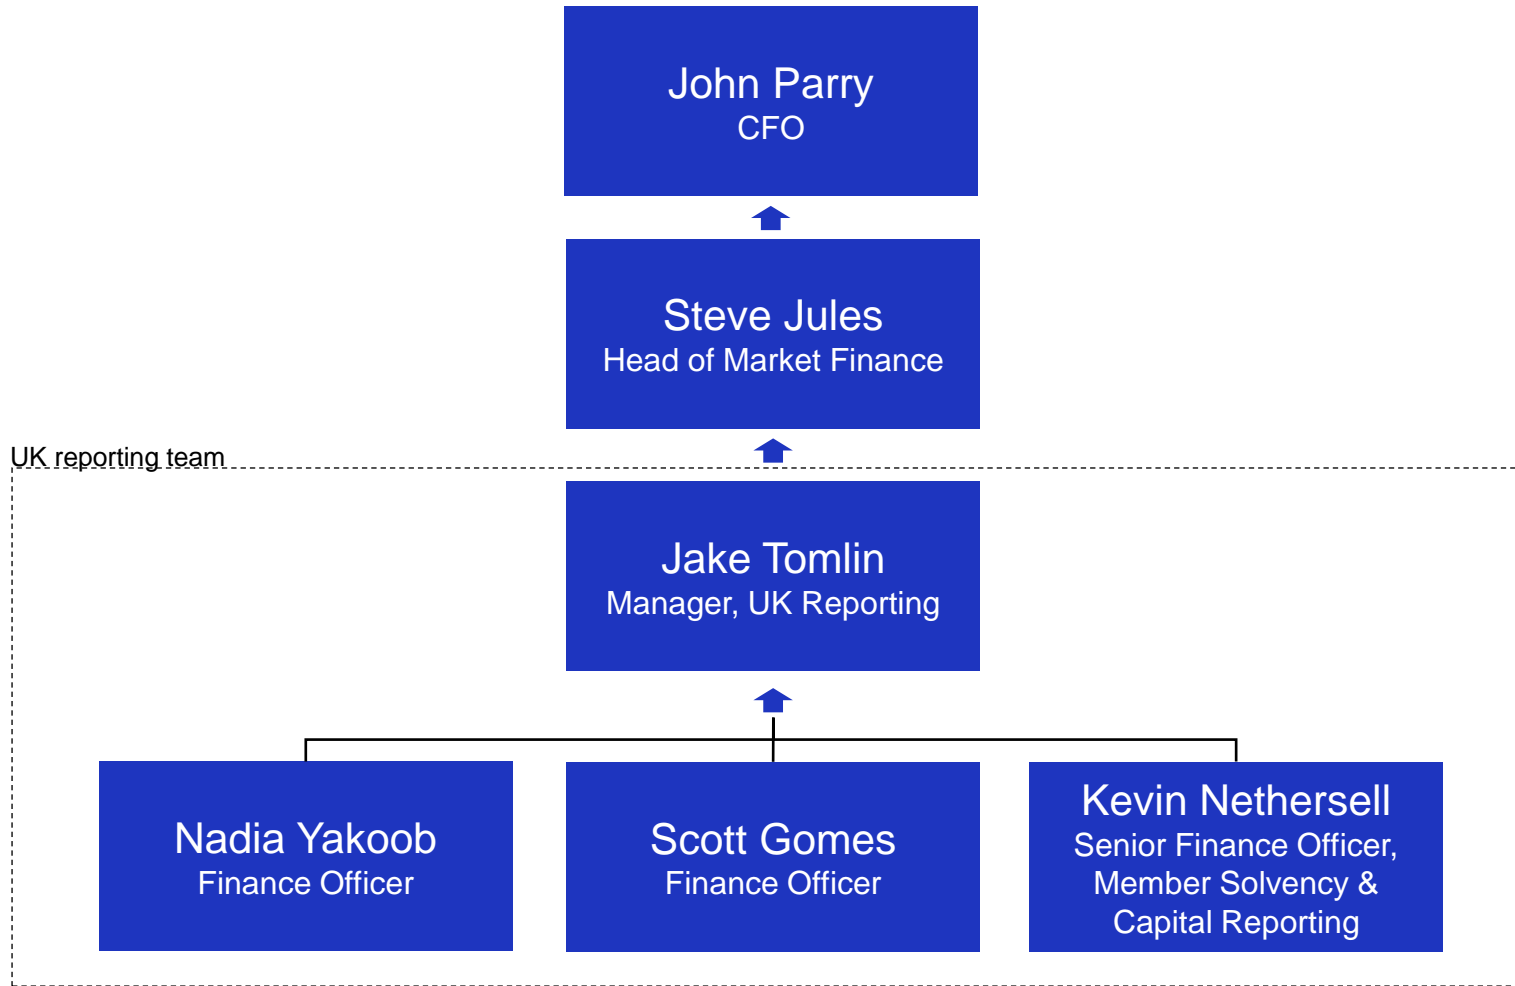 John Parry
CFO
Steve Jules
Head of Market Finance
UK reporting team
Jake Tomlin
Manager, UK Reporting
Nadia Yakoob
Finance Officer
Scott Gomes
Finance Officer
Kevin Nethersell
Senior Finance Officer,
Member Solvency &
Capital Reporting